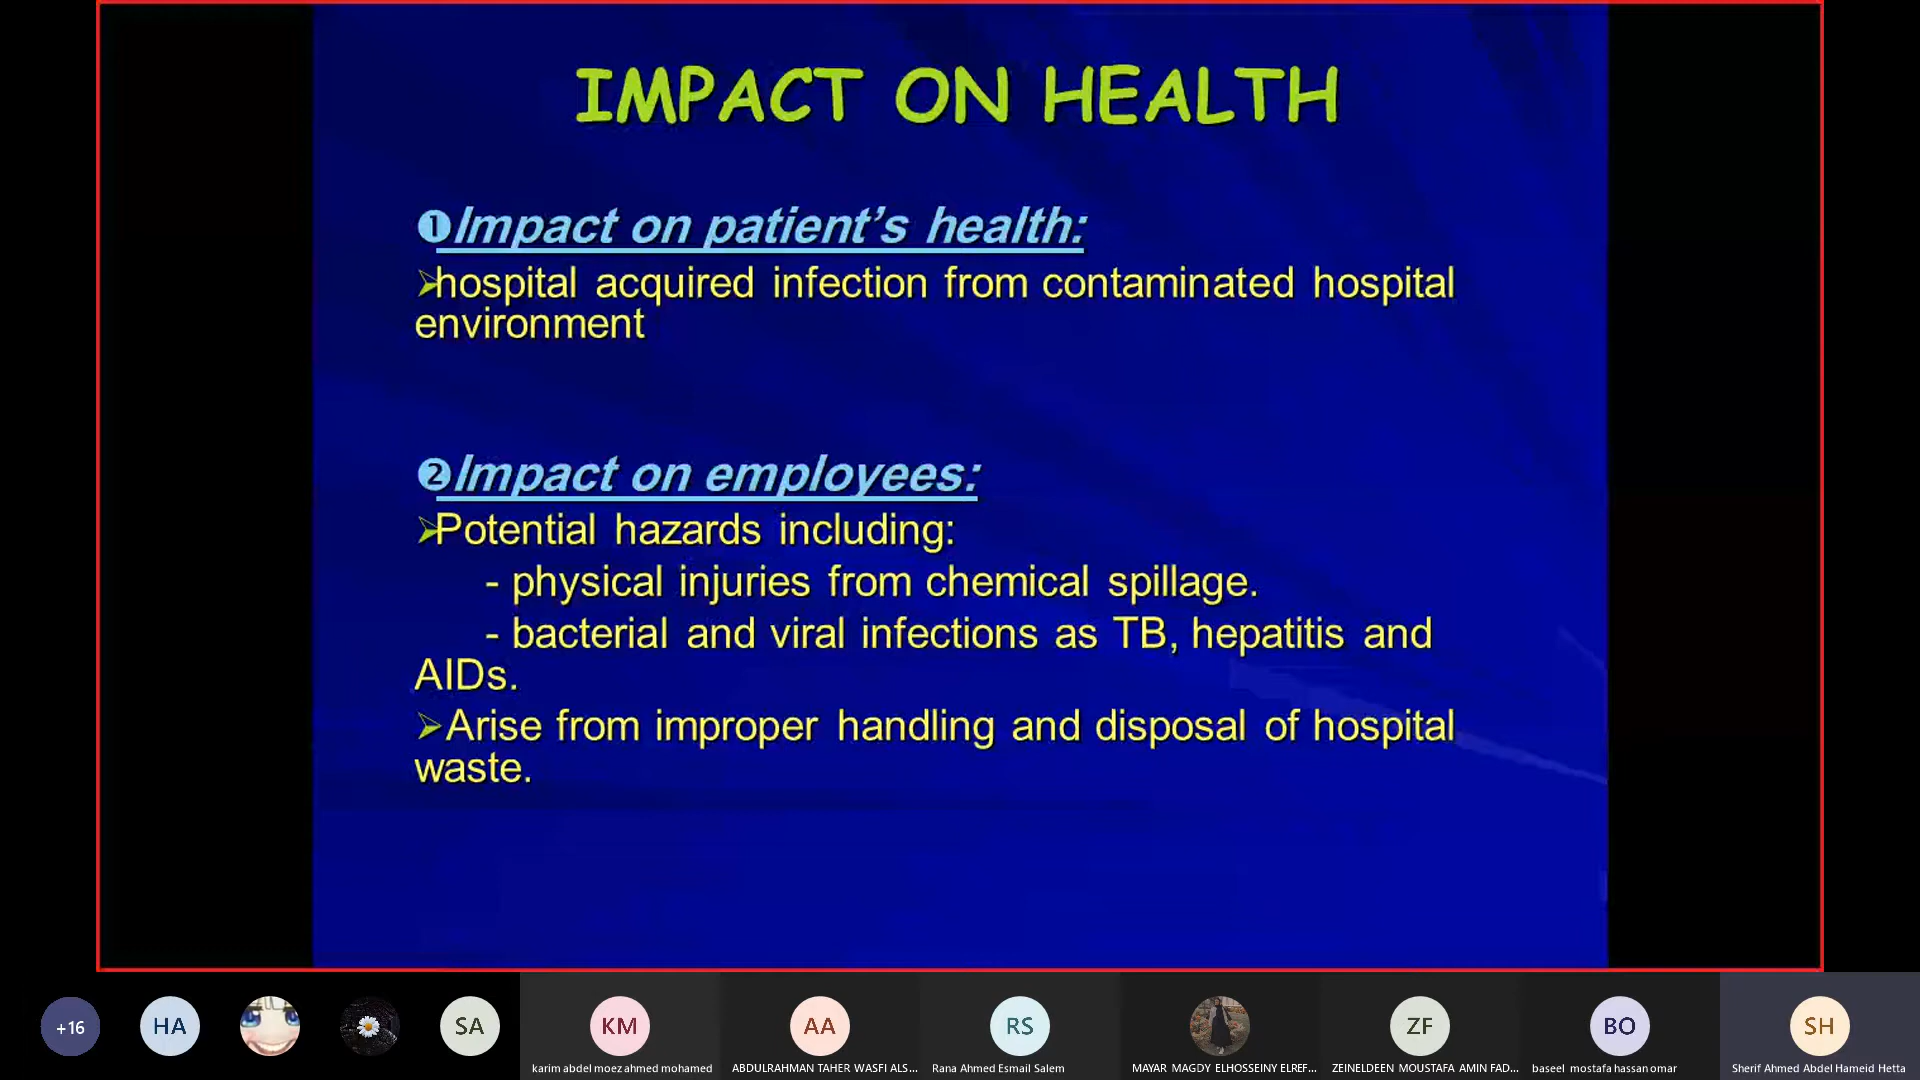 IMPACT ON HEALTH
❶Impact on patient’s health:
➢hospital acquired infection from contaminated hospital
environment
❷Impact on employees:
➢Potential hazards including:
- physical injuries from chemical spillage.
- bacterial and viral infections as TB, hepatitis and
AIDs.
➢Arise from improper handling and disposal of hospital
waste.
+16
HA
SA
KM
AA
RS
ZF
BO
SH
karim abdel moez ahmed mohamed
ABDULRAHMAN TAHER WASFI ALS...
Rana Ahmed Esmail Salem
MAYAR MAGDY ELHOSSEINY ELREF...
ZEINELDEEN MOUSTAFA AMIN FAD...
baseel mostafa hassan omar
Sherif Ahmed Abdel Hameid Hetta